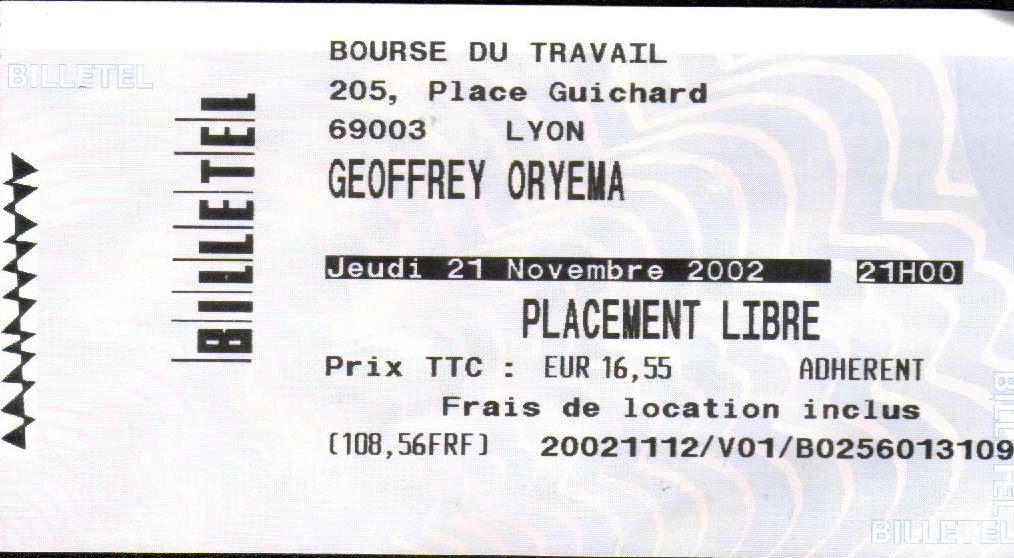 BILLETEL
BILLETEL
BOURSE DU TRAVAIL
205, Place Guichard
69003 LYON
GEOFFREY ORYEMA
Jeudi 21 Novembre 2002 21H00
PLACEMENT LIBRE
Prix TTC : EUR 16,55 ADHERENT
Frais de location inclus
(108,56FRF) 20021112/V01/B0256013109
BILLETEL
BILLETEL